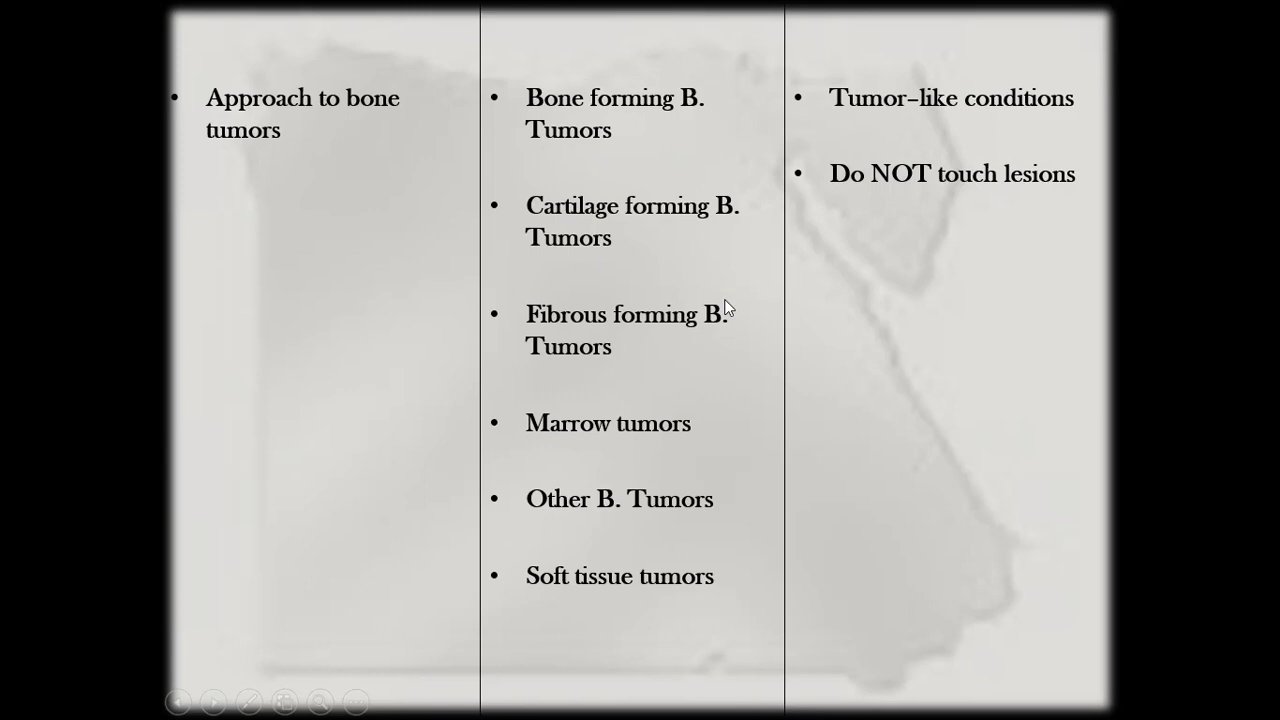 • Approach to bone
tumors
• Bone forming B.
Tumors
• Cartilage forming B.
Tumors
• Fibrous forming B.
Tumors
• Marrow tumors
• Other B. Tumors
• Soft tissue tumors
• Tumor–like conditions
• Do NOT touch lesions